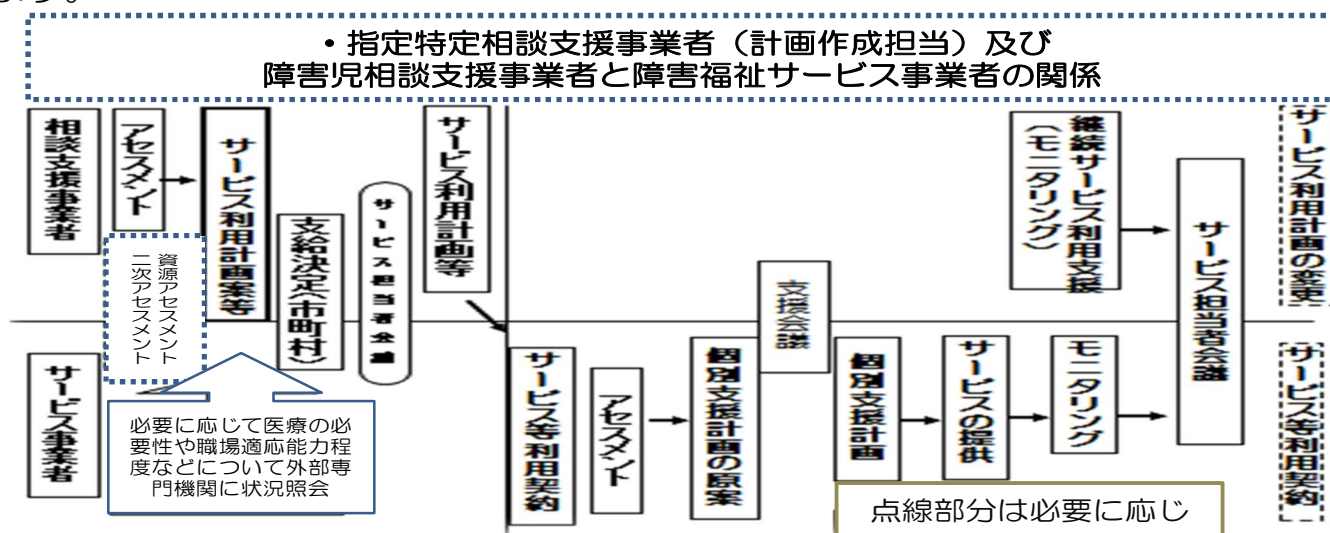 ・指定特定相談支援事業者（計画作成担当）及び
障害児相談支援事業者と障害福祉サービス事業者の関係
相談支援事業者
アセスメント
サービス利用計画案等
支給決定（市町村）
サービス担当者会議
サービス利用計画等
継続サービス利用支援
（モニタリング）
サービス担当者会議
サービス利用計画の変更
資源アセスメント
二次アセスメント
支援会議
サービス事業者
必要に応じて医療の必
要性や職場適応能力程
度などについて外部専
門機関に状況照会
サービス等利用契約
アセスメント
個別支援計画の原案
個別支援計画
サービスの提供
モニタリング
サービス等利用契約
点線部分は必要に応じ